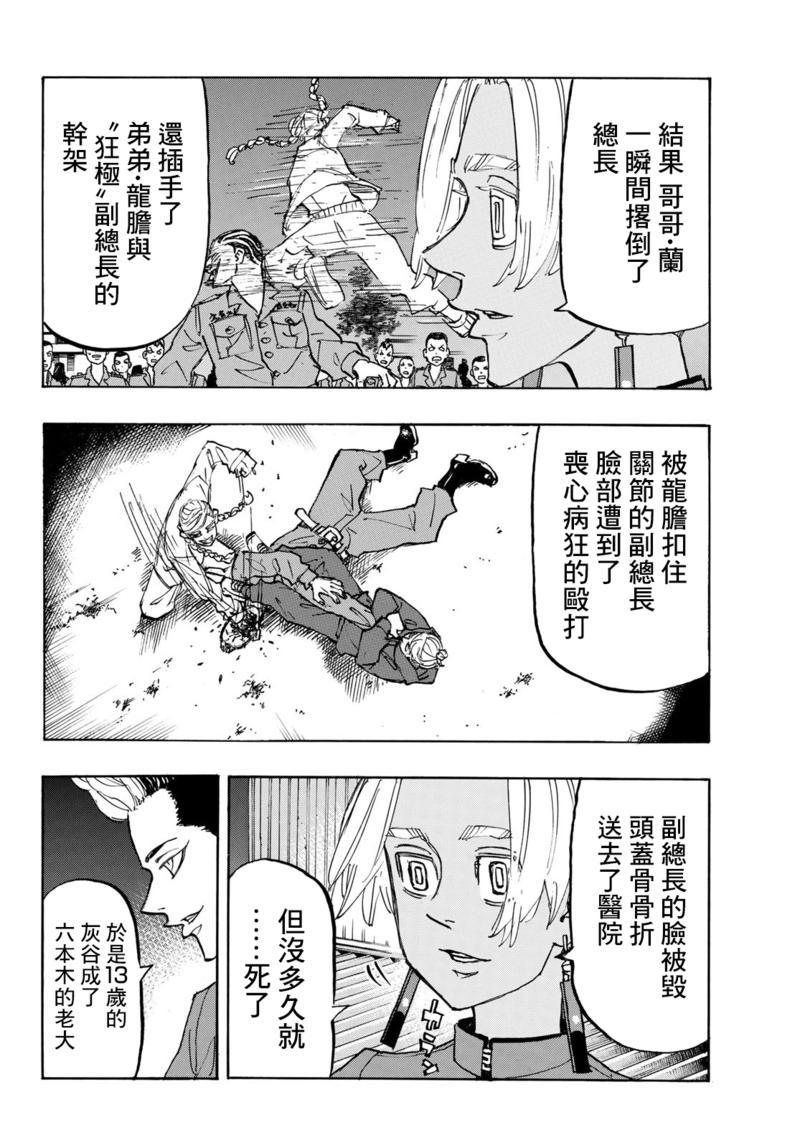 結果 哥哥·蘭
一瞬間撂倒了
總長
還插手了
弟弟·龍膽與
〝狂極〞副總長的
幹架
被龍膽扣住
關節的副總長
臉部遭到了
喪心病狂的毆打
副總長的臉被毀
頭蓋骨骨折
送去了醫院
但沒多久就
……死了
於是13歲的
灰谷成了
六本木的老大